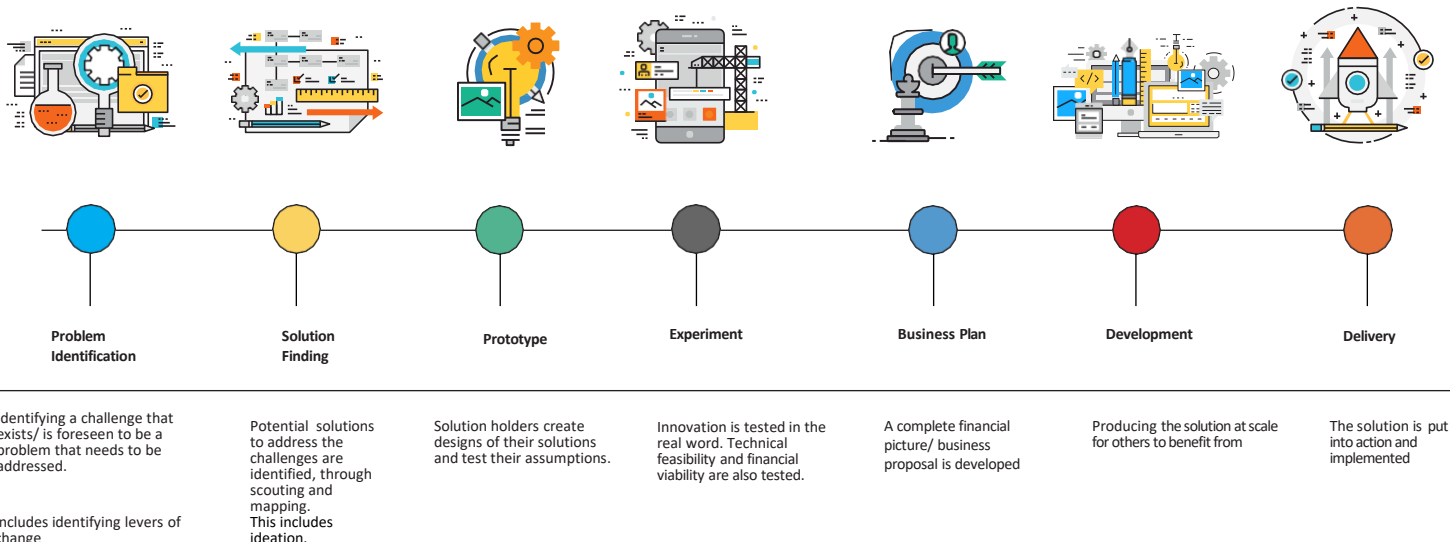 Problem
Identification
Solution
Finding
Prototype
Experiment
Business Plan
Development
Delivery
dentifying a challenge that
exists/ is foreseen to be a
problem that needs to be
addressed.
ncludes identifying levers of
change
Potential solutions
to address the
challenges are
identified, through
scouting and
mapping.
This includes
ideation.
Solution holders create
designs of their solutions
and test their assumptions.
Innovation is tested in the
real word. Technical
feasibility and financial
viability are also tested.
A complete financial
picture/ business
proposal is developed
Producing the solution at scale
for others to benefit from
The solution is put
into action and
implemented